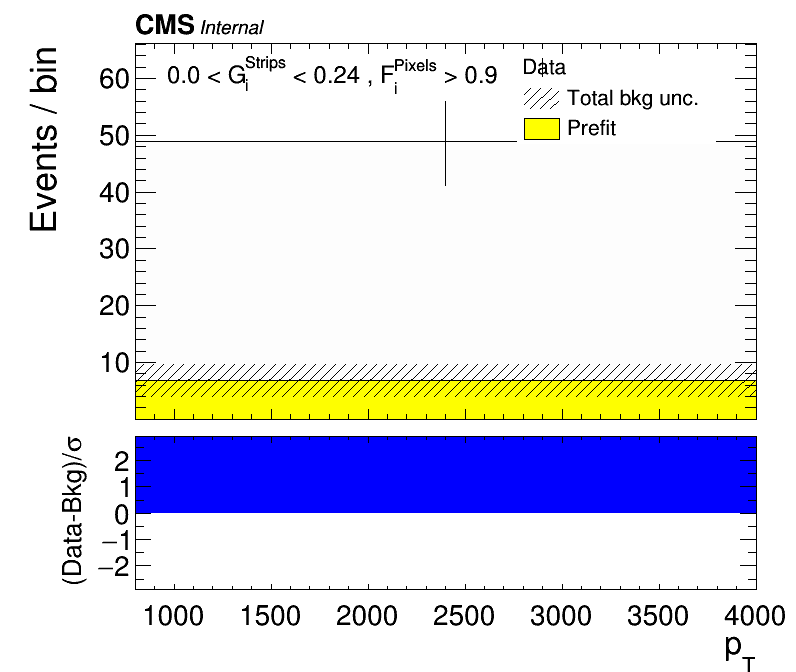 CMS Internal
0.0 < G_i^Strips < 0.24 , F_i^Pixels > 0.9
Data
Total bkg unc.
Prefit
Events / bin
60
50
40
30
20
10
(Data-Bkg)/σ
2
1
0
−1
−2
1000 1500 2000 2500 3000 3500 4000
p_T